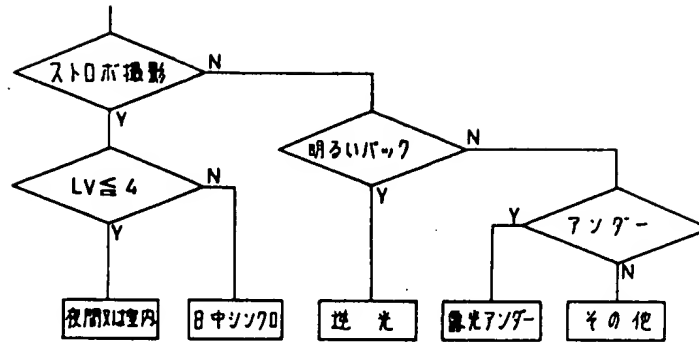 ストロボ撮影
N
Y
明るいバック
N
LV≦4
N
Y
Y
Y
アンダー
N
夜間又は室内
日中シンクロ
逆光
露光アンダー
その他